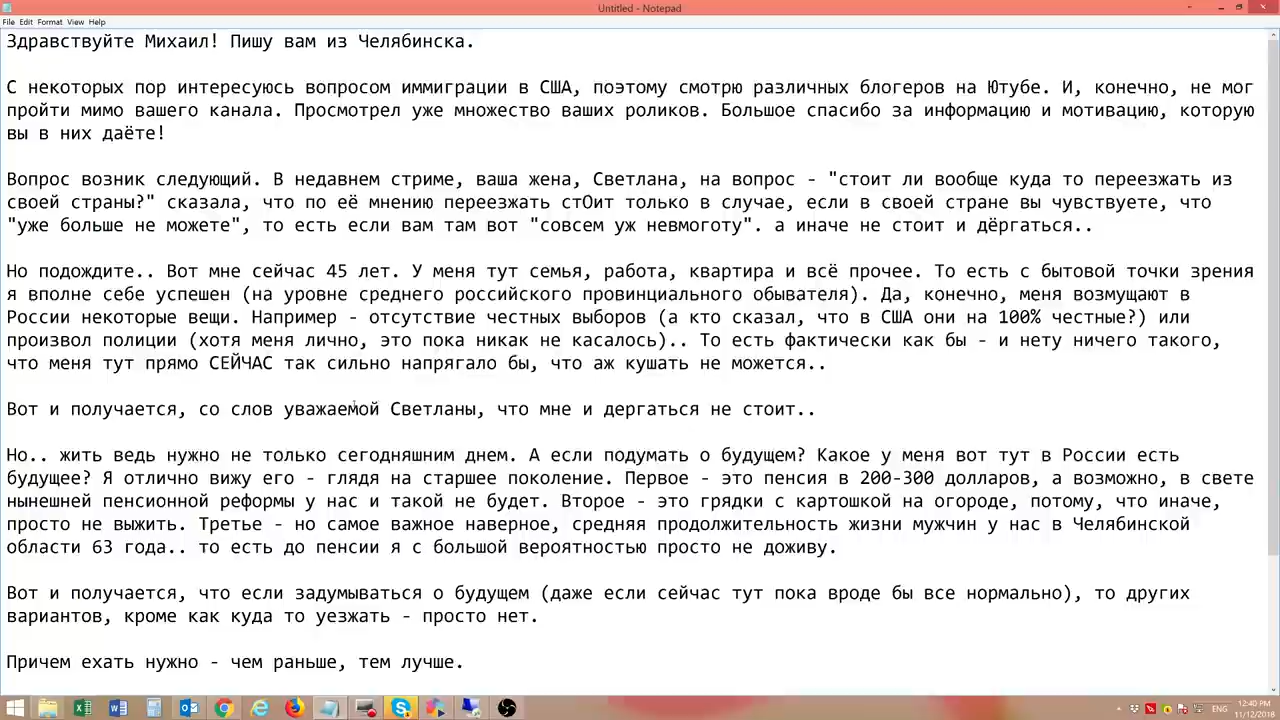 Untitled - Notepad
File Edit Format View Help
Здравствуйте Михаил! Пишу вам из Челябинска.
С некоторых пор интересуюсь вопросом иммиграции в США, поэтому смотрю различных блогеров на Ютубе. И, конечно, не мог
пройти мимо вашего канала. Просмотрел уже множество ваших роликов. Большое спасибо за информацию и мотивацию, которую
вы в них даёте!
Вопрос возник следующий. В недавнем стриме, ваша жена, Светлана, на вопрос - "стоит ли вообще куда то переезжать из
своей страны?" сказала, что по её мнению переезжать стОит только в случае, если в своей стране вы чувствуете, что
"уже больше не можете", то есть если вам там вот "совсем уж невмоготу". а иначе не стоит и дёргаться..
Но подождите.. Вот мне сейчас 45 лет. У меня тут семья, работа, квартира и всё прочее. То есть с бытовой точки зрения
я вполне себе успешен (на уровне среднего российского провинциального обывателя). Да, конечно, меня возмущают в
России некоторые вещи. Например - отсутствие честных выборов (а кто сказал, что в США они на 100% честные?) или
произвол полиции (хотя меня лично, это пока никак не касалось).. То есть фактически как бы - и нету ничего такого,
что меня тут прямо СЕЙЧАС так сильно напрягало бы, что аж кушать не можется..
Вот и получается, со слов уважаемой Светланы, что мне и дергаться не стоит..
Но.. жить ведь нужно не только сегодняшним днем. А если подумать о будущем? Какое у меня вот тут в России есть
будущее? Я отлично вижу его - глядя на старшее поколение. Первое - это пенсия в 200-300 долларов, а возможно, в свете
нынешней пенсионной реформы у нас и такой не будет. Второе - это грядки с картошкой на огороде, потому, что иначе,
просто не выжить. Третье - но самое важное наверное, средняя продолжительность жизни мужчин у нас в Челябинской
области 63 года.. то есть до пенсии я с большой вероятностью просто не доживу.
Вот и получается, что если задумываться о будущем (даже если сейчас тут пока вроде бы все нормально), то других
вариантов, кроме как куда то уезжать - просто нет.
Причем ехать нужно - чем раньше, тем лучше.
ENG
12:40 PM
11/12/2018